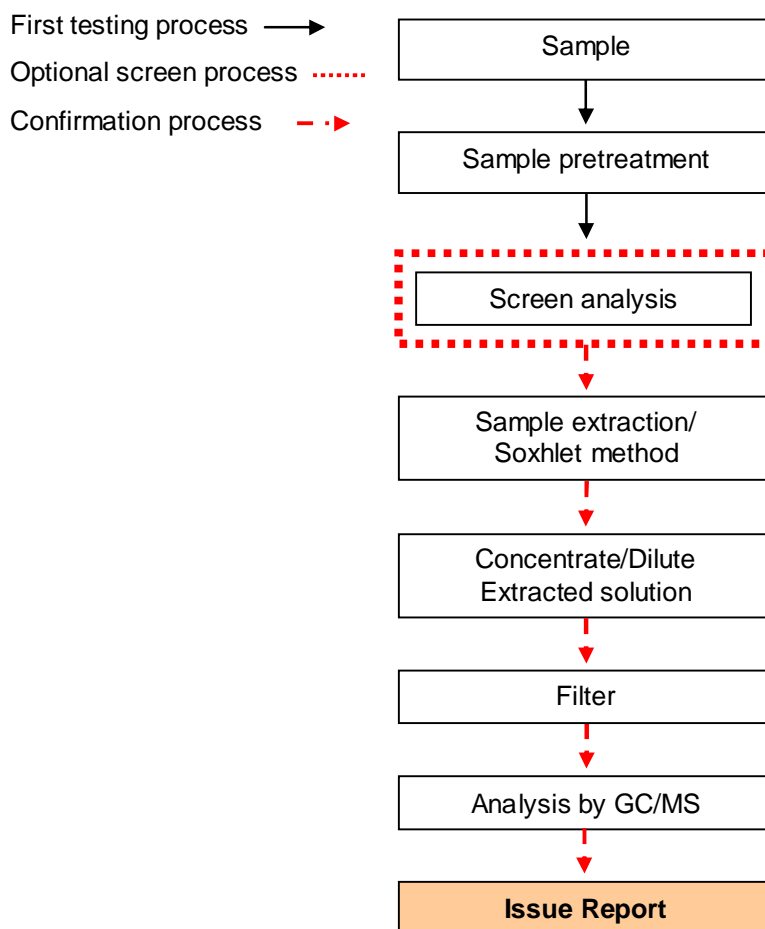 First testing process
Optional screen process
Confirmation process
Sample
Sample pretreatment
Screen analysis
Sample extraction/
Soxhlet method
Concentrate/Dilute
Extracted solution
Filter
Analysis by GC/MS
Issue Report